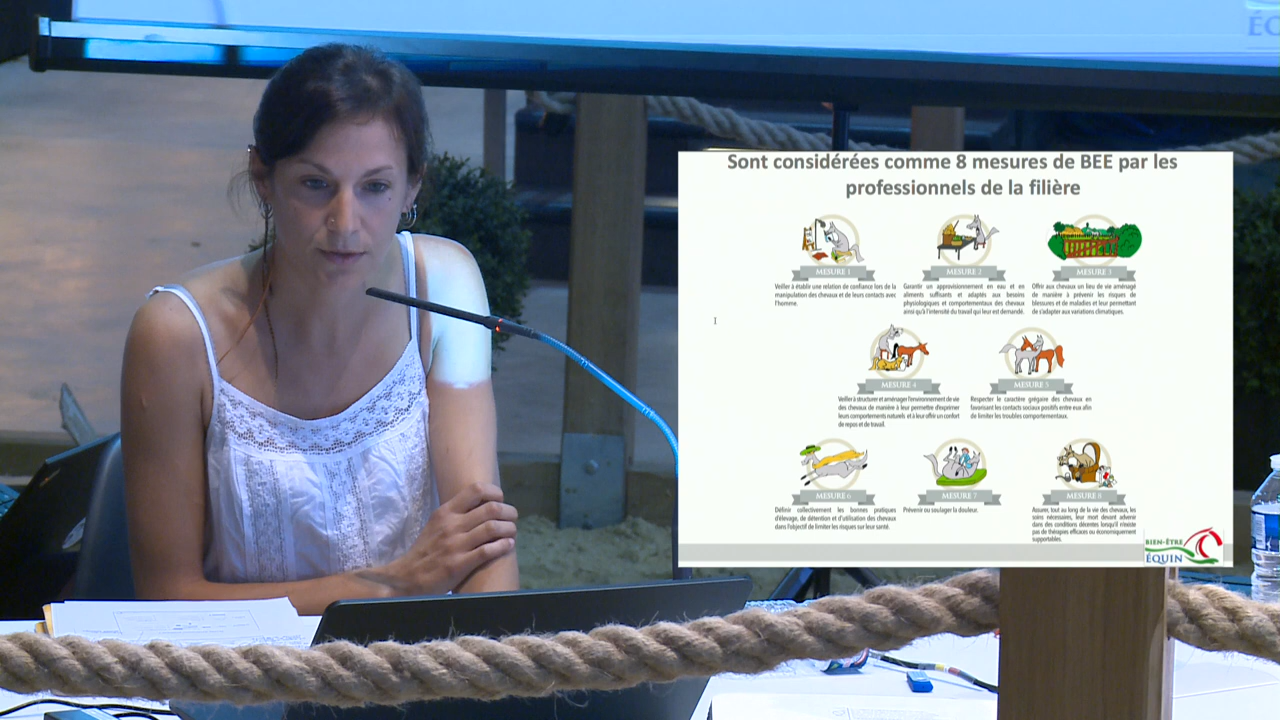 ÉQ
Sont considérées comme 8 mesures de BEE par les
professionnels de la filière
MESURE 1
MESURE 2
MESURE 3
Veiller à établir une relation de confiance lors de la
manipulation des chevaux et de leurs contacts avec
l'homme.
Garantir un approvisionnement en eau et en
aliments suffisants et adaptés aux besoins
physiologiques et comportementaux des chevaux
ainsi qu'à l'intensité du travail qui leur est demandé.
Offrir aux chevaux un lieu de vie aménagé
de manière à prévenir les risques de
blessures et de maladies et leur permettant
de s'adapter aux variations climatiques.
MESURE 4
MESURE 5
Veiller à structurer et aménager l'environnement de vie
des chevaux de manière à leur permettre d'exprimer
leurs comportements naturels et à leur offrir un confort
de repos et de travail.
Respecter le caractère grégaire des chevaux en
favorisant les contacts sociaux positifs entre eux afin
de limiter les troubles comportementaux.
MESURE 6
MESURE 7
MESURE 8
Définir collectivement les bonnes pratiques
d'élevage, de détention et d'utilisation des chevaux
dans l'objectif de limiter les risques sur leur santé.
Prévenir ou soulager la douleur.
Assurer, tout au long de la vie des chevaux, les
soins nécessaires, leur mort devant advenir
dans des conditions décentes lorsqu'il n'existe
pas de thérapies efficaces ou économiquement
supportables.
BIEN-ÊTRE
ÉQUIN